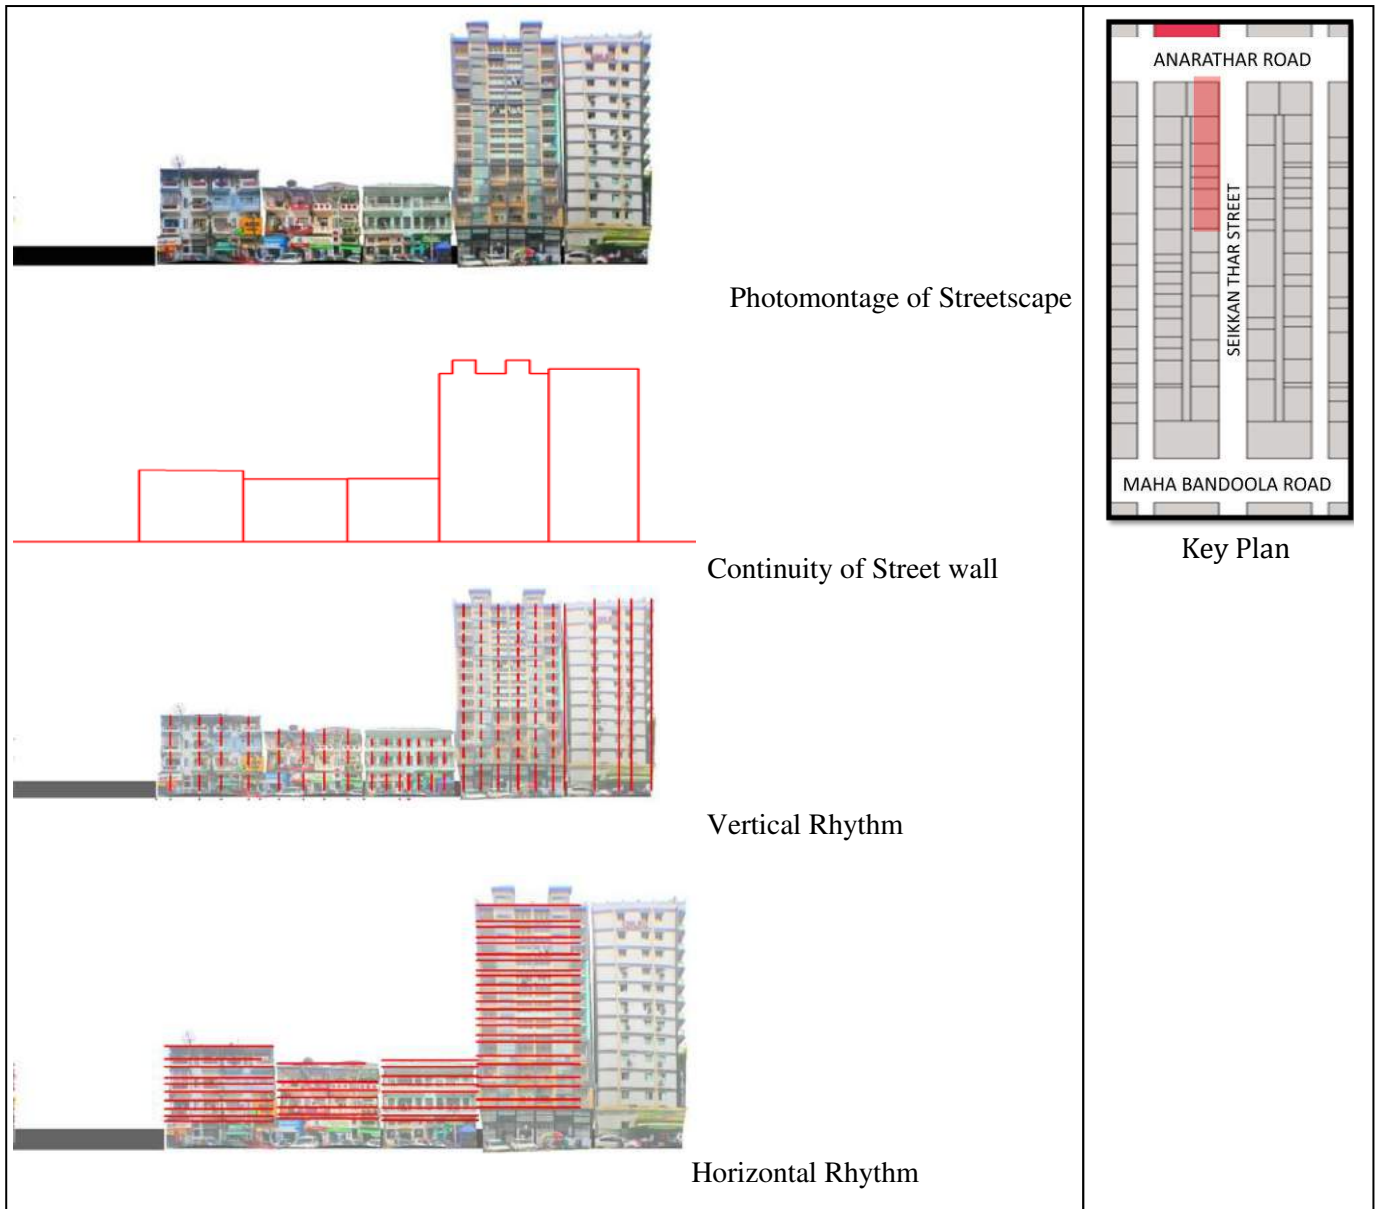 Photomontage of Streetscape
Continuity of Street wall
Vertical Rhythm
Horizontal Rhythm
ANARATHAR ROAD
SEIKKAN THAR STREET
MAHA BANDOOLA ROAD
Key Plan